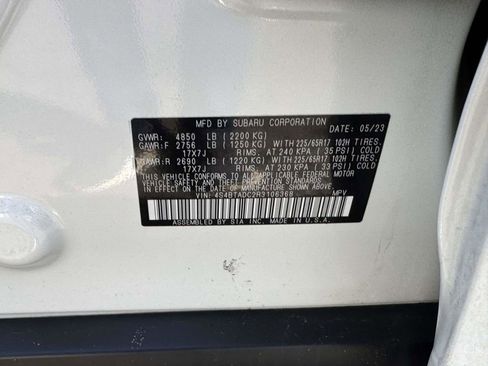 MFD BY SUBARU CORPORATION DATE: 05/23
GVWR: 4850 LB (2200 KG)
GAWR:F 2756 LB (1250 KG) WITH 225/65R17 102H TIRES.
17X7J RIMS. AT 240 KPA (35 PSI) COLD
GAWR:R 2690 LB (1220 KG) WITH 225/65R17 102H TIRES.
17X7J RIMS. AT 230 KPA (33 PSI) COLD
THIS VEHICLE CONFORMS TO ALL APPLICABLE FEDERAL MOTOR
VEHICLE SAFETY, BUMPER, AND THEFT PREVENTION STANDARDS
IN EFFECT ON THE DATE OF MANUFACTURE SHOWN ABOVE.
VIN: 4S4BTADC2R3106368 MPV
ASSEMBLED BY SIA INC. MADE IN U.S.A.